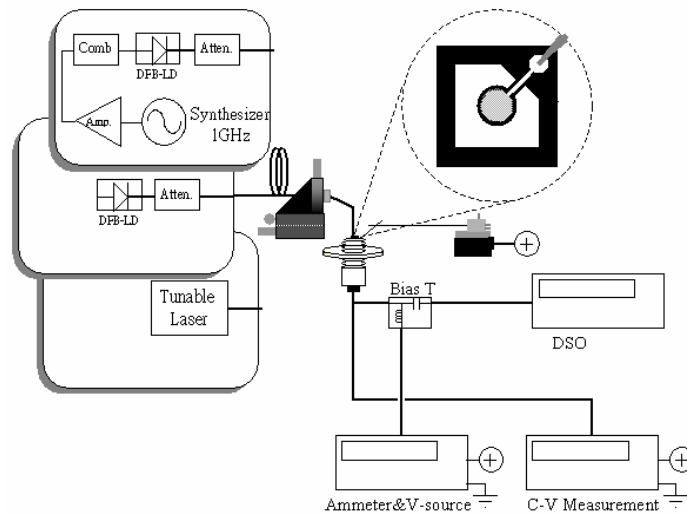 Comb
DFB-LD
Atten.
Amp.
Synthesizer
1GHz
DFB-LD
Atten.
Tunable
Laser
Bias T
DSO
Ammeter&V-source
C-V Measurement